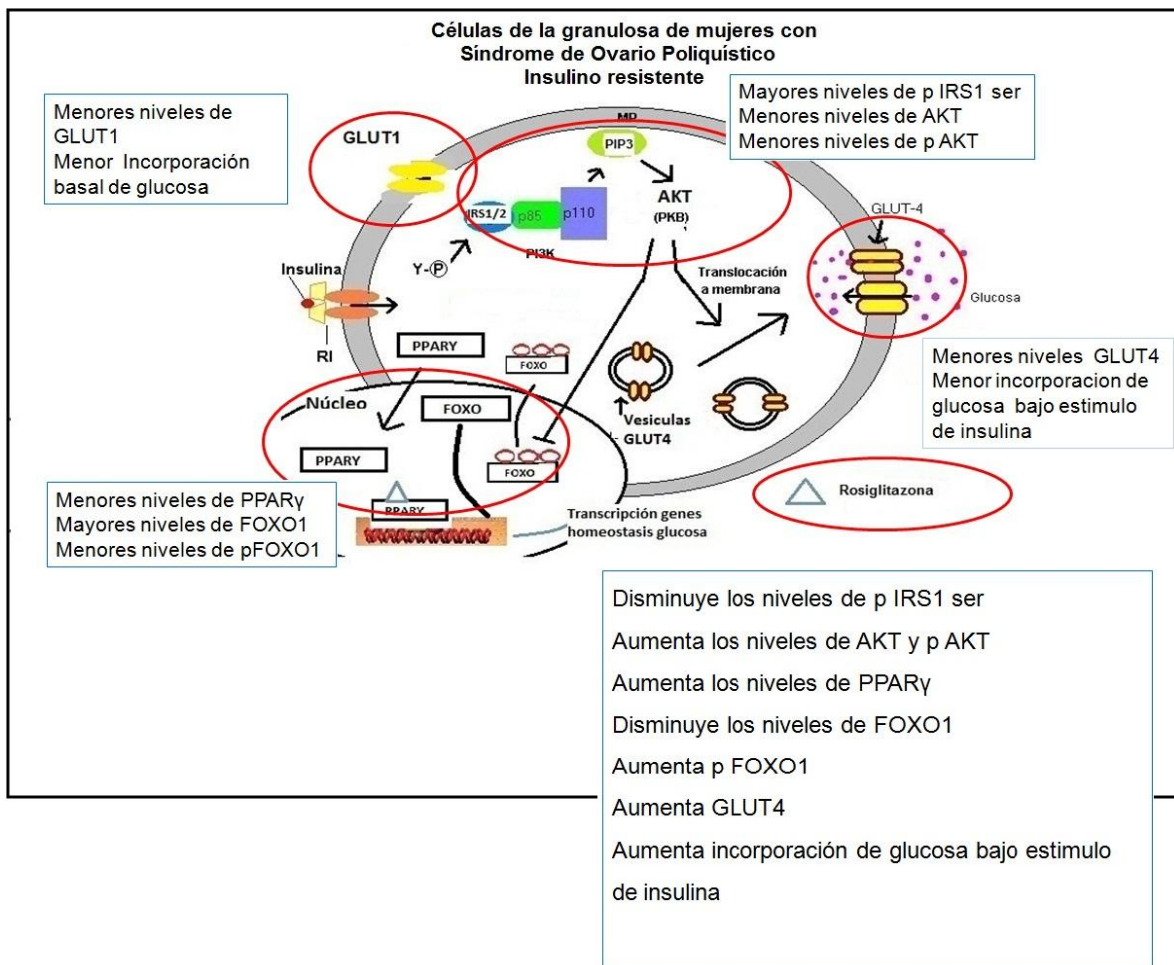 Células de la granulosa de mujeres con
Síndrome de Ovario Poliquístico
Insulino resistente
Menores niveles de
GLUT1
Menor Incorporación
basal de glucosa
Mayores niveles de p IRS1 ser
Menores niveles de AKT
Menores niveles de p AKT
GLUT1
MP
PIP3
IRS1/2
p85
p110
PI3K
AKT
(PKB)
Y-P
GLUT-4
Glucosa
Insulina
RI
Translocación
a membrana
PPARY
FOXO
Núcleo
FOXO
PPARY
FOXO
PPARY
Vesiculas
GLUT4
Menores niveles GLUT4
Menor incorporacion de
glucosa bajo estimulo
de insulina
Rosiglitazona
Menores niveles de PPARγ
Mayores niveles de FOXO1
Menores niveles de pFOXO1
Transcripción genes
homeostasis glucosa
Disminuye los niveles de p IRS1 ser
Aumenta los niveles de AKT y p AKT
Aumenta los niveles de PPARγ
Disminuye los niveles de FOXO1
Aumenta p FOXO1
Aumenta GLUT4
Aumenta incorporación de glucosa bajo estimulo
de insulina